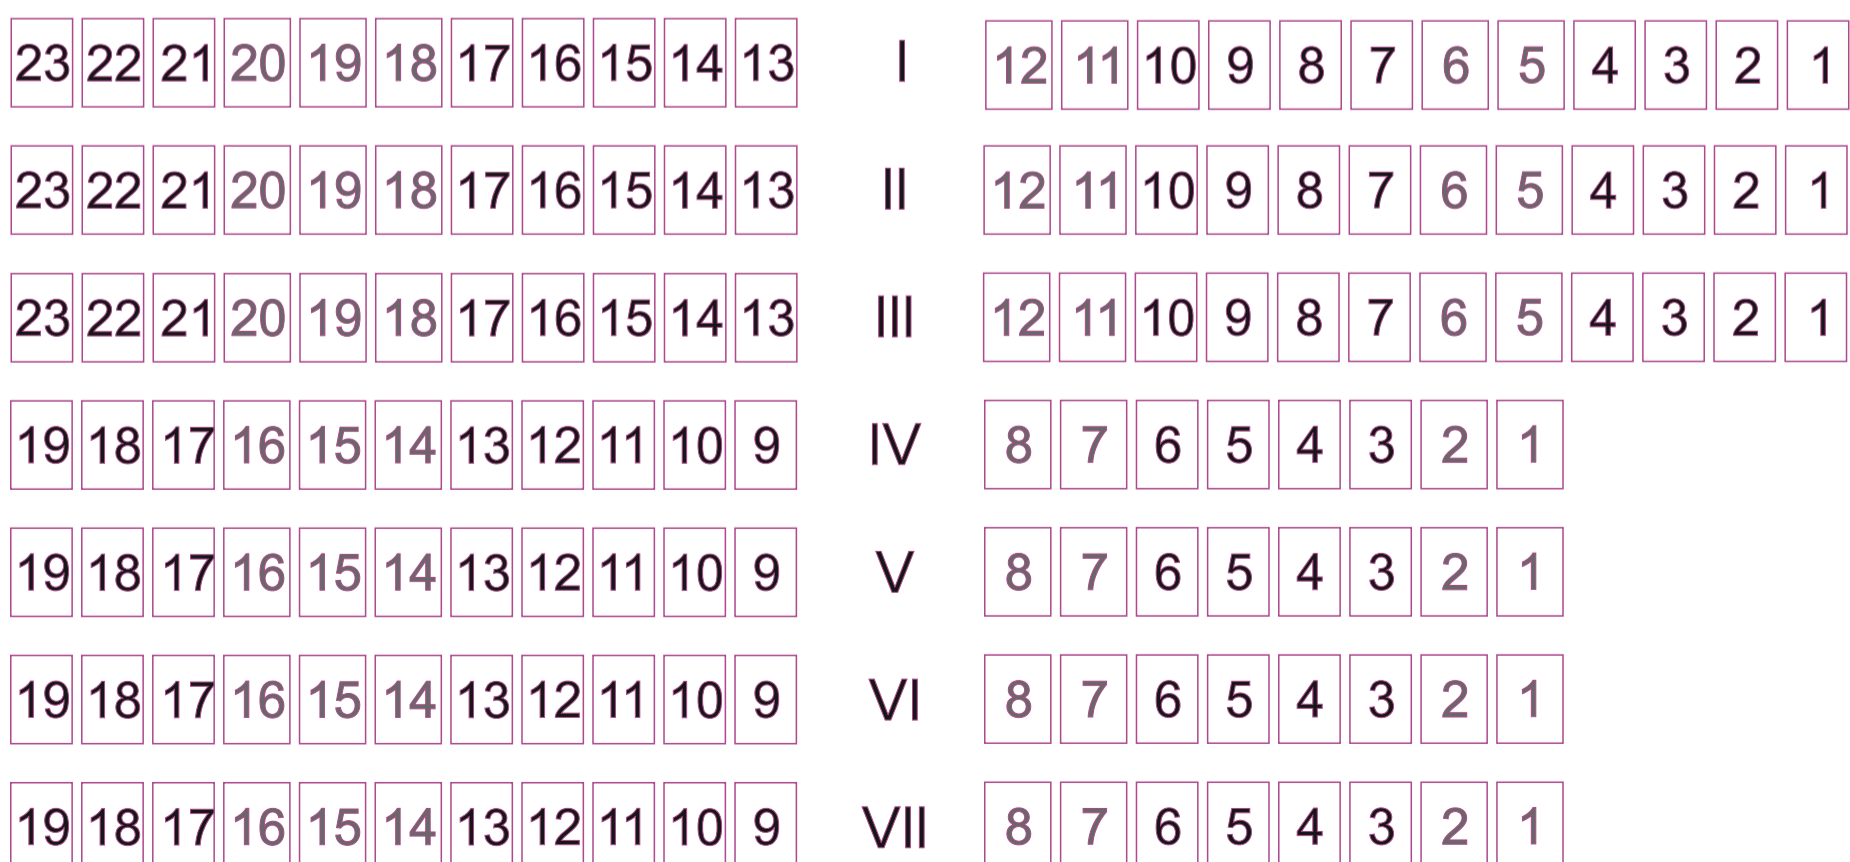 23 22 21 20 19 18 17 16 15 14 13 I 12 11 10 9 8 7 6 5 4 3 2 1
23 22 21 20 19 18 17 16 15 14 13 II 12 11 10 9 8 7 6 5 4 3 2 1
23 22 21 20 19 18 17 16 15 14 13 III 12 11 10 9 8 7 6 5 4 3 2 1
19 18 17 16 15 14 13 12 11 10 9 IV 8 7 6 5 4 3 2 1
19 18 17 16 15 14 13 12 11 10 9 V 8 7 6 5 4 3 2 1
19 18 17 16 15 14 13 12 11 10 9 VI 8 7 6 5 4 3 2 1
19 18 17 16 15 14 13 12 11 10 9 VII 8 7 6 5 4 3 2 1